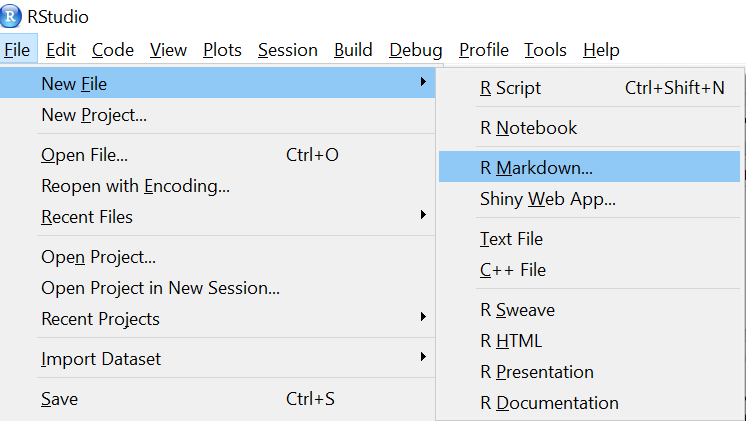 R RStudio
File Edit Code View Plots Session Build Debug Profile Tools Help
New File
New Project...
Open File... Ctrl+O
Reopen with Encoding...
Recent Files
Open Project...
Open Project in New Session...
Recent Projects
Import Dataset
Save Ctrl+S
R Script Ctrl+Shift+N
R Notebook
R Markdown...
Shiny Web App...
Text File
C++ File
R Sweave
R HTML
R Presentation
R Documentation